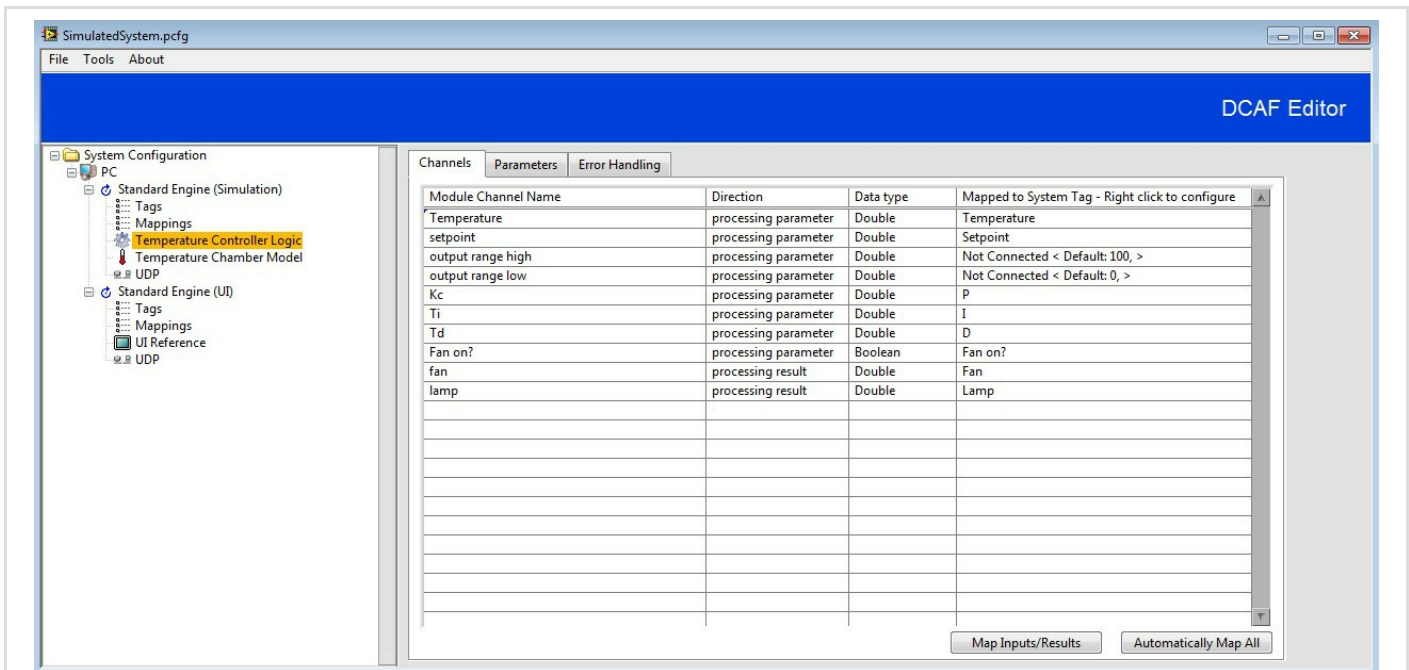 SimulatedSystem.pcfg
File Tools About
DCAF Editor
System Configuration
PC
Standard Engine (Simulation)
Tags
Mappings
Temperature Controller Logic
Temperature Chamber Model
UDP
Standard Engine (UI)
Tags
Mappings
UI Reference
UDP
Channels Parameters Error Handling
Module Channel Name Direction Data type Mapped to System Tag - Right click to configure
Temperature processing parameter Double Temperature
setpoint processing parameter Double Setpoint
output range high processing parameter Double Not Connected < Default: 100, >
output range low processing parameter Double Not Connected < Default: 0, >
Kc processing parameter Double P
Ti processing parameter Double I
Td processing parameter Double D
Fan on? processing parameter Boolean Fan on?
fan processing result Double Fan
lamp processing result Double Lamp
Map Inputs/Results Automatically Map All